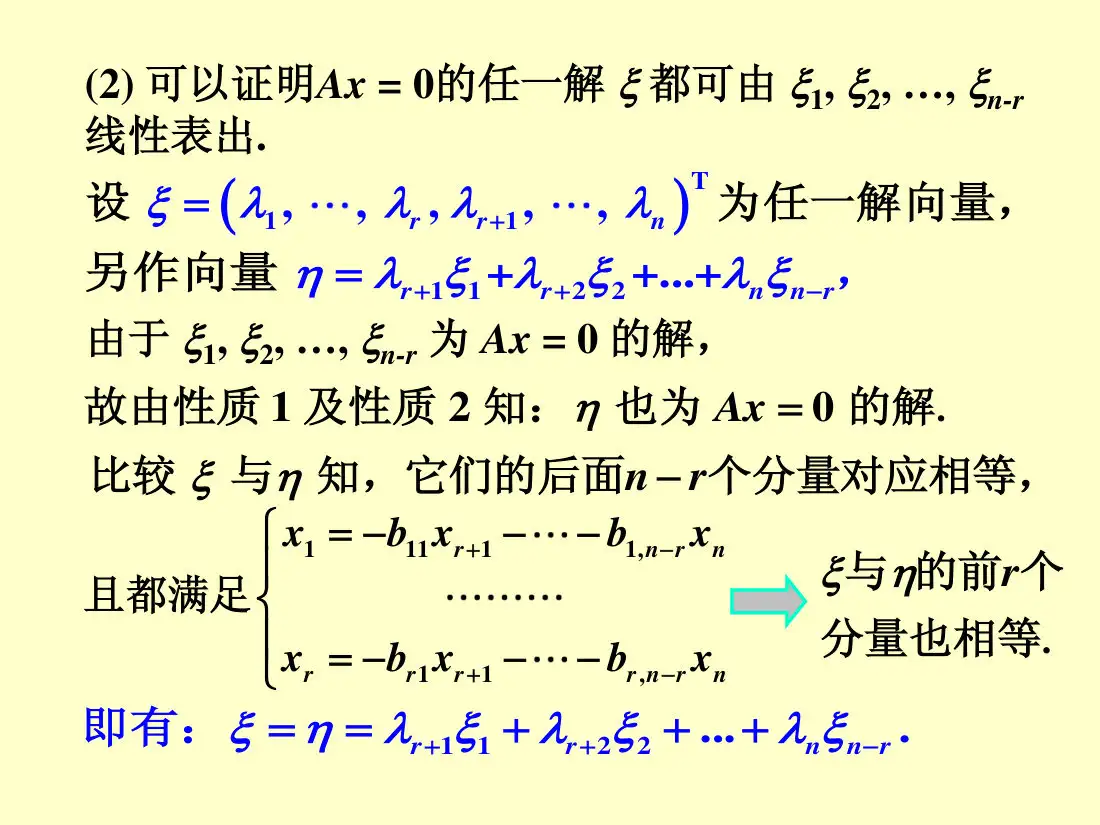 (2) 可以证明Ax = 0的任一解 ξ 都可由 ξ1, ξ2, …, ξn-r
线性表出.
设 ξ = (λ1, ⋯, λr, λr+1, ⋯, λn)T 为任一解向量，
另作向量 η = λr+1ξ1+λr+2ξ2+...+λnξn−r，
由于 ξ1, ξ2, …, ξn-r 为 Ax = 0 的解，
故由性质 1 及性质 2 知：η 也为 Ax = 0 的解.
比较 ξ 与η 知，它们的后面n − r个分量对应相等，
x1 = −b11xr+1 − ⋯ − b1,n−rxn
且都满足 ⋯⋯⋯
xr = −br1xr+1 − ⋯ − br,n−rxn
ξ与η的前r个
分量也相等.
即有：ξ = η = λr+1ξ1 + λr+2ξ2 + ... + λnξn−r .